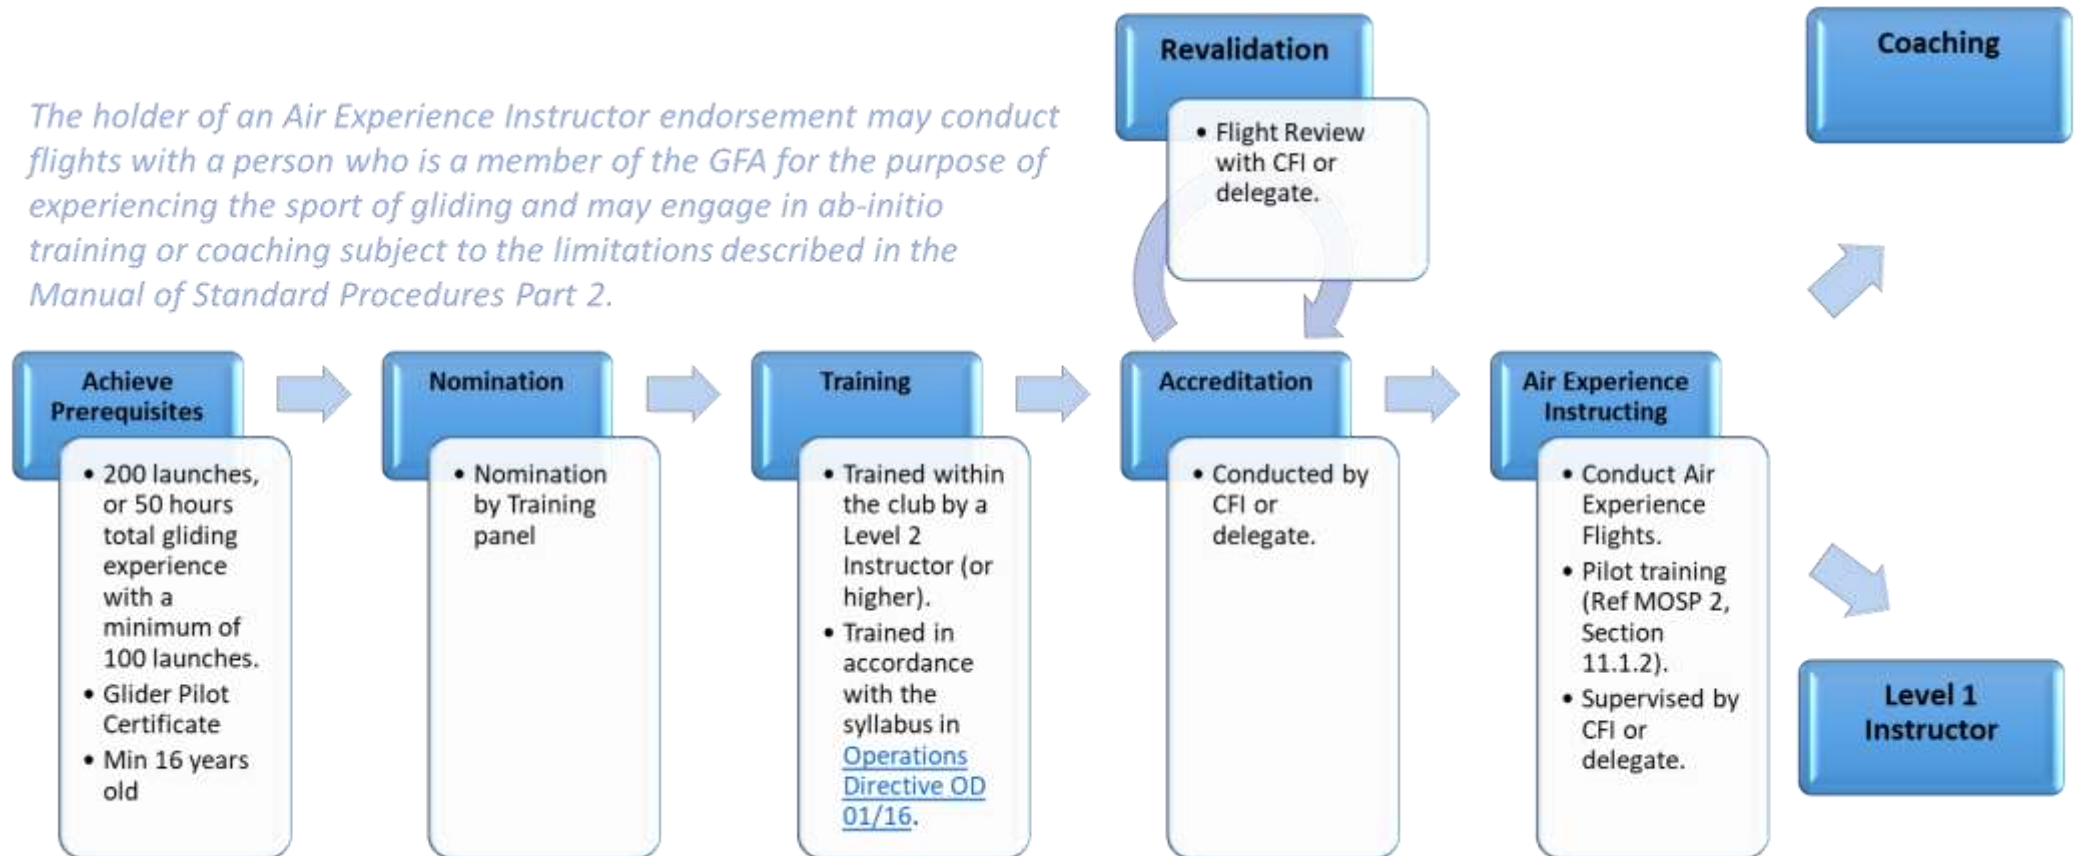 The holder of an Air Experience Instructor endorsement may conduct
flights with a person who is a member of the GFA for the purpose of
experiencing the sport of gliding and may engage in ab-initio
training or coaching subject to the limitations described in the
Manual of Standard Procedures Part 2.
Revalidation
• Flight Review
with CFI or
delegate.
Coaching
Achieve
Prerequisites
• 200 launches,
or 50 hours
total gliding
experience
with a
minimum of
100 launches.
• Glider Pilot
Certificate
• Min 16 years
old
Nomination
• Nomination
by Training
panel
Training
• Trained within
the club by a
Level 2
Instructor (or
higher).
• Trained in
accordance
with the
syllabus in
Operations
Directive OD
01/16.
Accreditation
• Conducted by
CFI or
delegate.
Air Experience
Instructing
• Conduct Air
Experience
Flights.
• Pilot training
(Ref MOSP 2,
Section
11.1.2).
• Supervised by
CFI or
delegate.
Level 1
Instructor